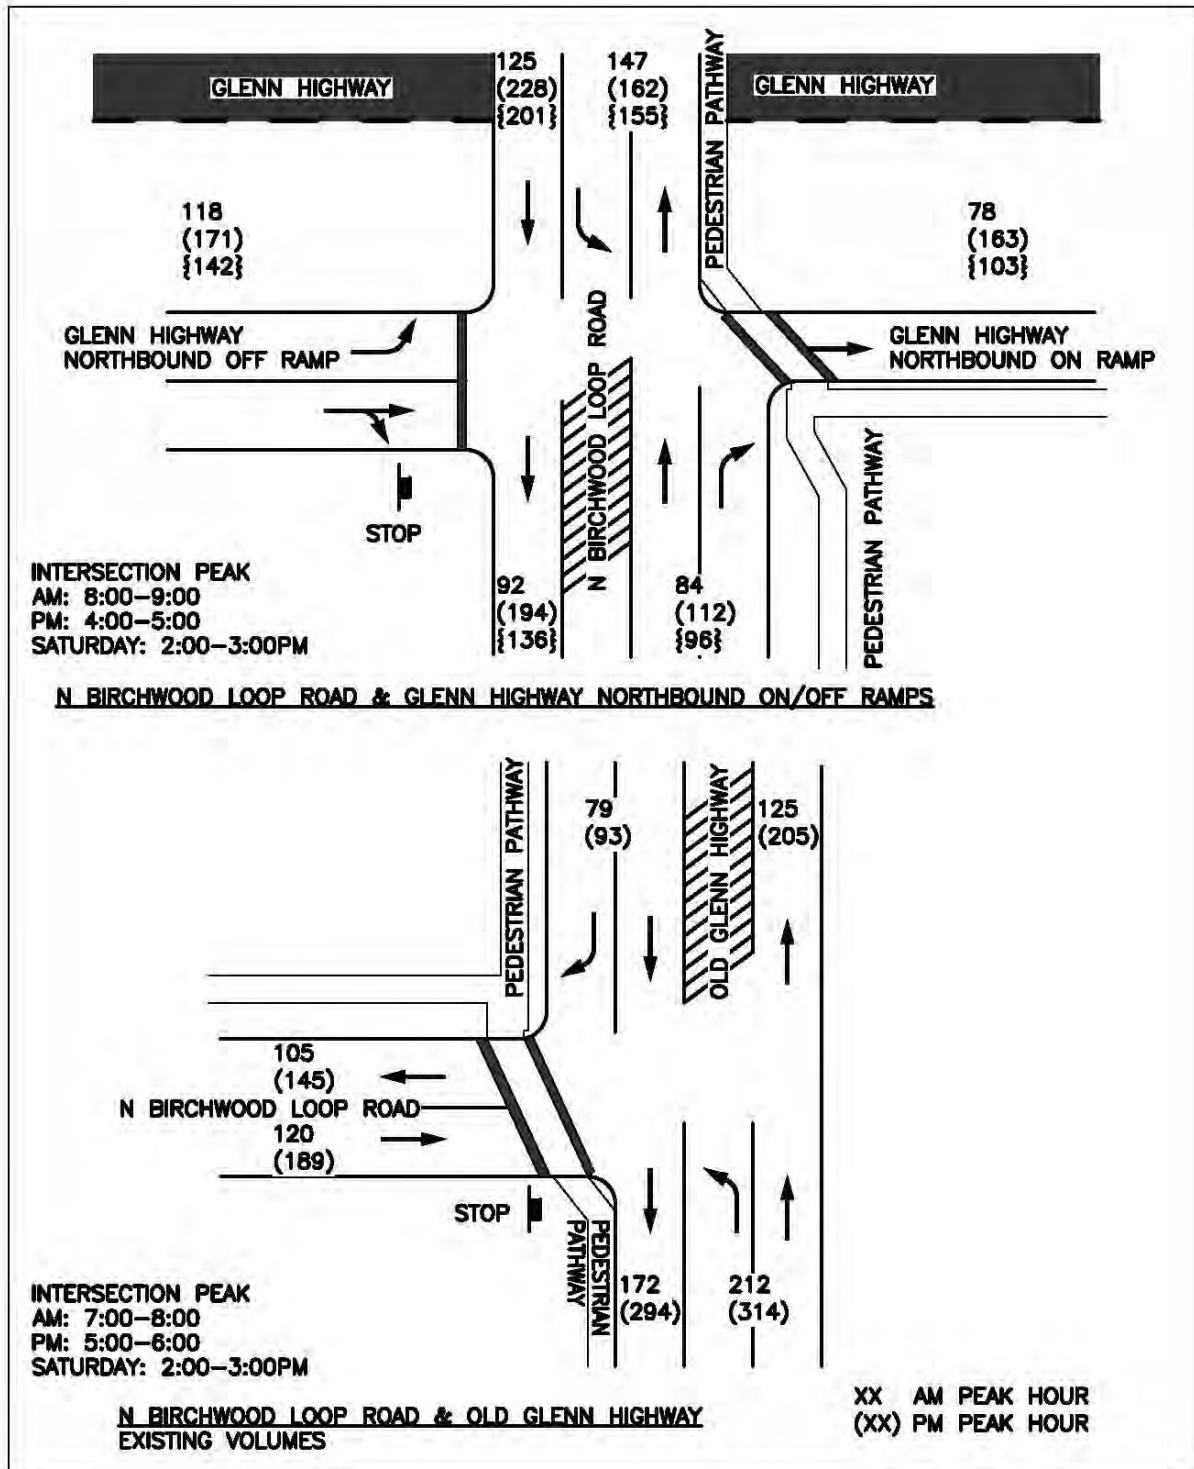 GLENN HIGHWAY
125
(228)
{201}
147
(162)
{155}
PEDESTRIAN PATHWAY
GLENN HIGHWAY
118
(171)
{142}
78
(163)
{103}
GLENN HIGHWAY
NORTHBOUND OFF RAMP
N BIRCHWOOD LOOP ROAD
GLENN HIGHWAY
NORTHBOUND ON RAMP
STOP
PEDESTRIAN PATHWAY
INTERSECTION PEAK
AM: 8:00-9:00
PM: 4:00-5:00
SATURDAY: 2:00-3:00PM
92
(194)
{136}
84
(112)
{96}
N BIRCHWOOD LOOP ROAD & GLENN HIGHWAY NORTHBOUND ON/OFF RAMPS
PEDESTRIAN PATHWAY
79
(93)
OLD GLENN HIGHWAY
125
(205)
105
(145)
N BIRCHWOOD LOOP ROAD
120
(189)
STOP
PEDESTRIAN
PATHWAY
172
(294)
212
(314)
INTERSECTION PEAK
AM: 7:00-8:00
PM: 5:00-6:00
SATURDAY: 2:00-3:00PM
N BIRCHWOOD LOOP ROAD & OLD GLENN HIGHWAY
EXISTING VOLUMES
XX AM PEAK HOUR
(XX) PM PEAK HOUR